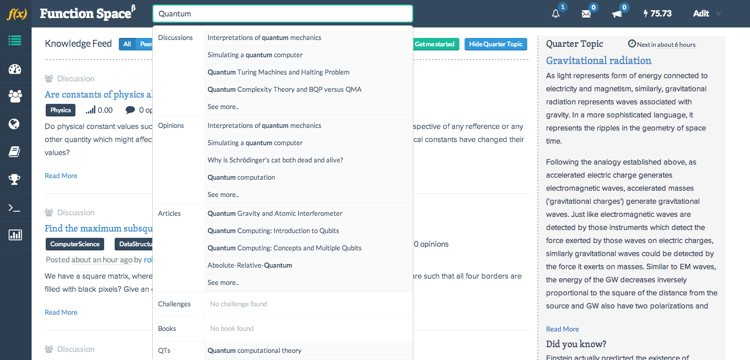 f(x) Function Space β
Quantum
1
0
0
75.73
Adit
Knowledge Feed
All Peer
Get me started
Hide Quarter Topic
Discussions
Interpretations of quantum mechanics
Simulating a quantum computer
Quantum Turing Machines and Halting Problem
Quantum Complexity Theory and BQP versus QMA
See more..
Opinions
Interpretations of quantum mechanics
Simulating a quantum computer
Why is Schrödinger's cat both dead and alive?
Quantum computation
See more..
Articles
Quantum Gravity and Atomic Interferometer
Quantum Computing: Introduction to Qubits
Quantum Computing: Concepts and Multiple Qubits
Absolute-Relative-Quantum
See more..
Challenges
No challenge found
Books
No book found
QTs
Quantum computational theory
Discussion
Are constants of physics al
Physics
0.00
0 op
Do physical constant values suc
spective of any refference or any
other quantity which might affec
cal constants have changed their
values?
Read More
Discussion
Find the maximum subsqu
ComputerScience
DataStructur
0 opinions
Posted about an hour ago by ro
We have a square matrix, where
are such that all four borders are
filled with black pixels? Give an
Read More
Quarter Topic
Next in about 6 hours
Gravitational radiation
As light represents form of energy connected to
electricity and magnetism, similarly, gravitational
radiation represents waves associated with
gravity. In a more sophisticated language, it
represents the ripples in the geometry of space
time.
Following the analogy established above, as
accelerated electric charge generates
electromagnetic waves, accelerated masses
('gravitational charges') generate gravitational
waves. Just like electromagnetic waves are
detected by those instruments which detect the
force exerted by those waves on electric charges,
similarly gravitational waves could be detected by
the force it exerts on masses. Similar to EM waves,
the energy of the GW decreases inversely
proportional to the square of the distance from the
source and GW also have two polarizations and
Read More
Did you know?
Einstein actually predicted the existence of